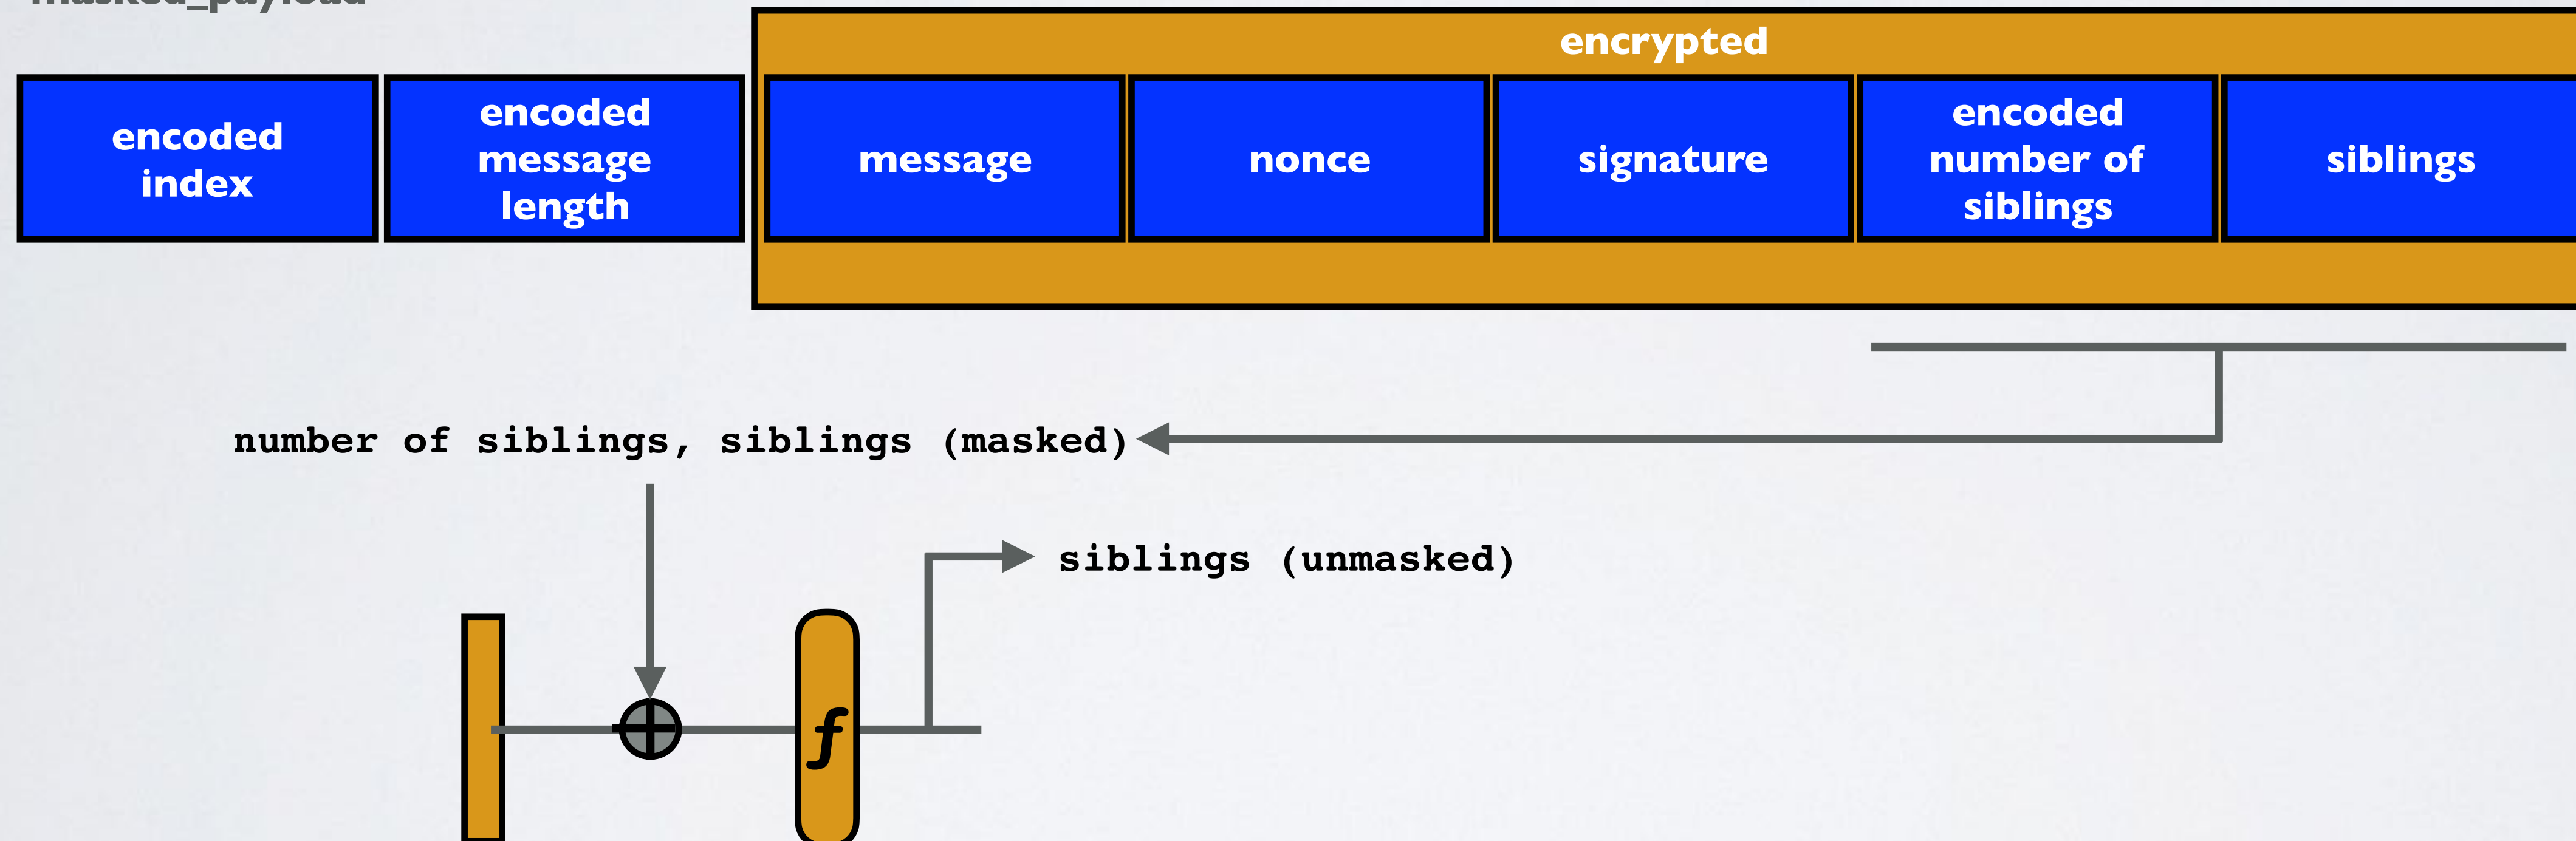 masked_payload
encrypted
encoded
index
encoded
message
length
message
nonce
signature
encoded
number of
siblings
siblings
number of siblings, siblings (masked)
siblings (unmasked)
f